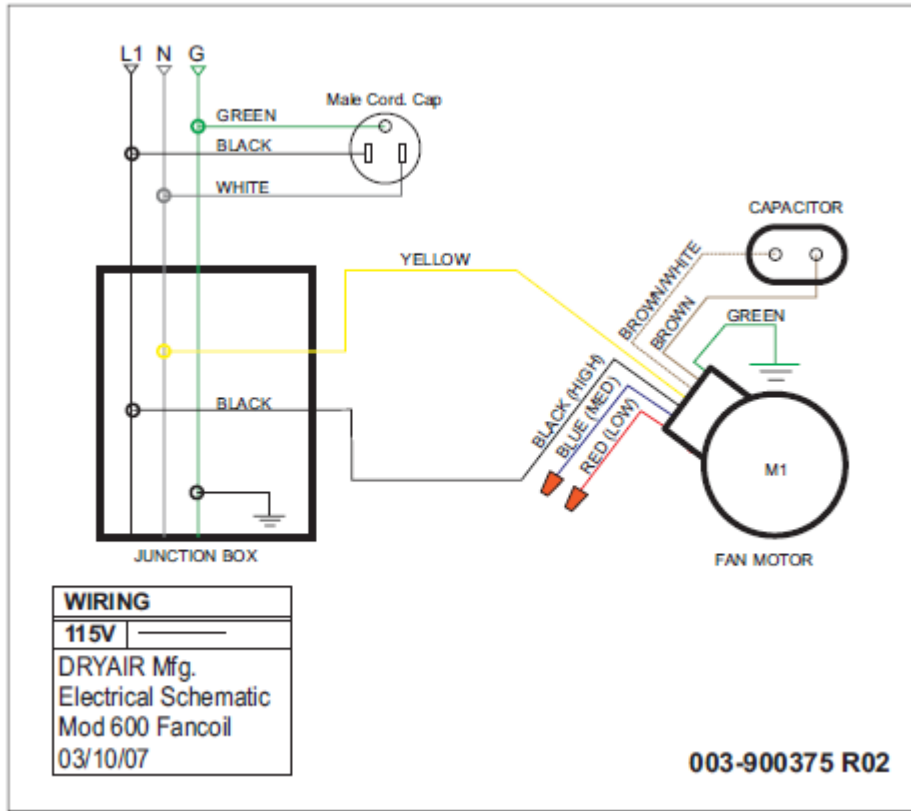 L1 N G
Male Cord. Cap
GREEN
BLACK
WHITE
CAPACITOR
YELLOW
BROWN/WHITE
BROWN
GREEN
BLACK (HIGH)
BLUE (MED)
RED (LOW)
BLACK
M1
JUNCTION BOX
FAN MOTOR
WIRING
115V
DRYAIR Mfg.
Electrical Schematic
Mod 600 Fancoil
03/10/07
003-900375 R02